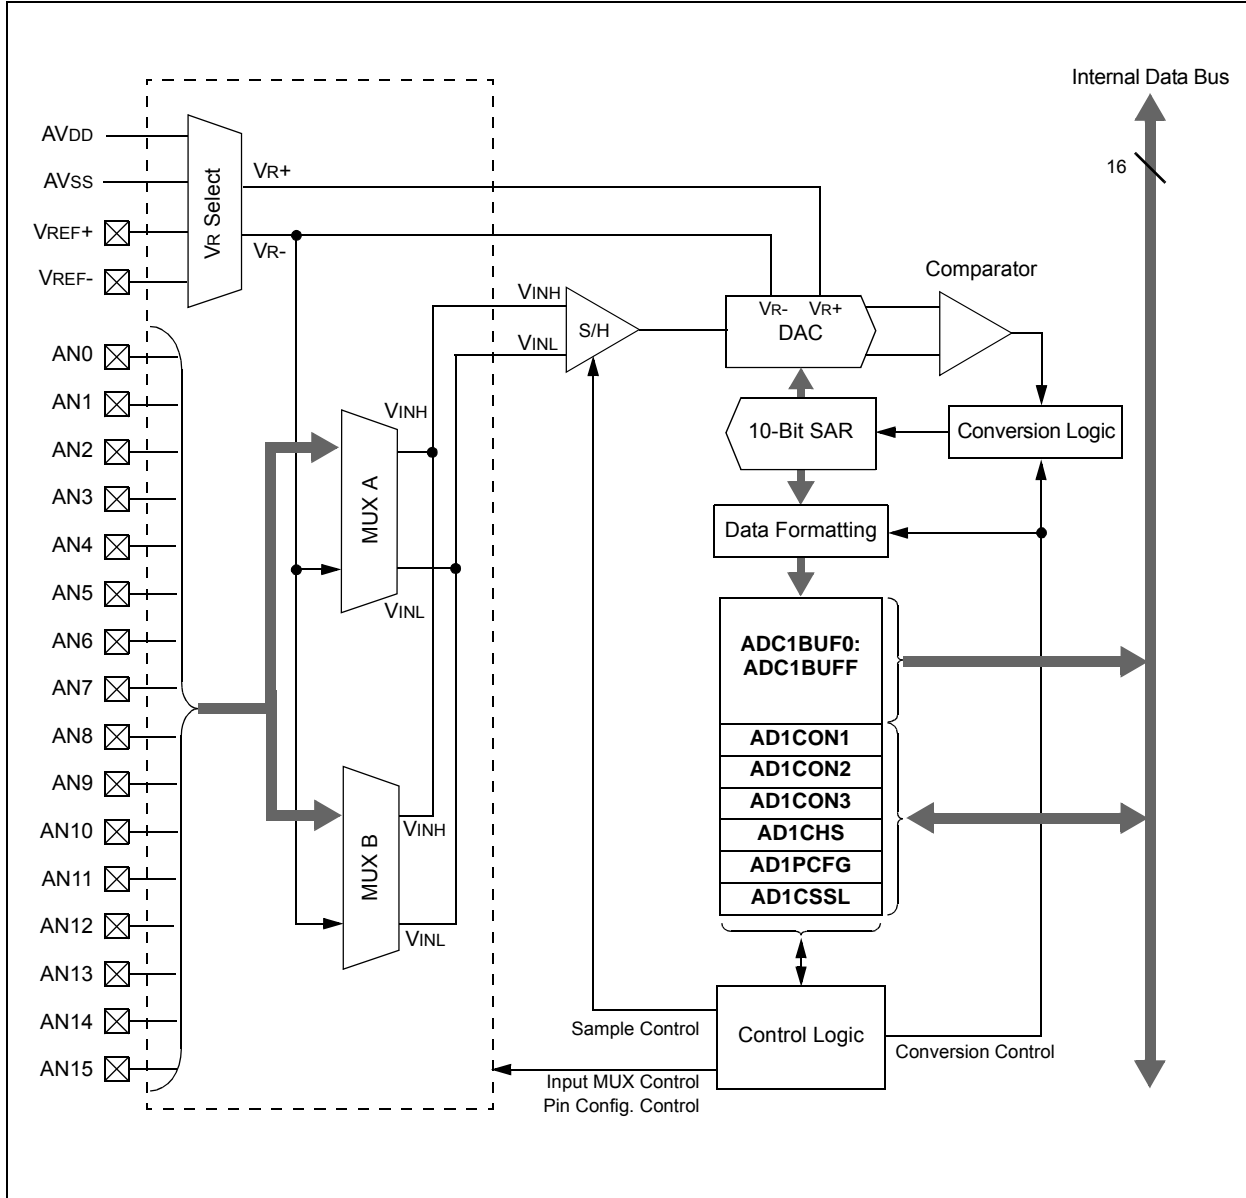 Internal Data Bus
16
AVDD
AVSS
VREF+
VREF-
VR Select
VR+
VR-
AN0
AN1
AN2
AN3
AN4
AN5
AN6
AN7
AN8
AN9
AN10
AN11
AN12
AN13
AN14
AN15
MUX A
VINH
VINL
MUX B
VINH
VINL
VINH
VINL
S/H
VR- VR+
DAC
Comparator
10-Bit SAR
Conversion Logic
Data Formatting
ADC1BUF0:
ADC1BUFF
AD1CON1
AD1CON2
AD1CON3
AD1CHS
AD1PCFG
AD1CSSL
Control Logic
Sample Control
Conversion Control
Input MUX Control
Pin Config. Control